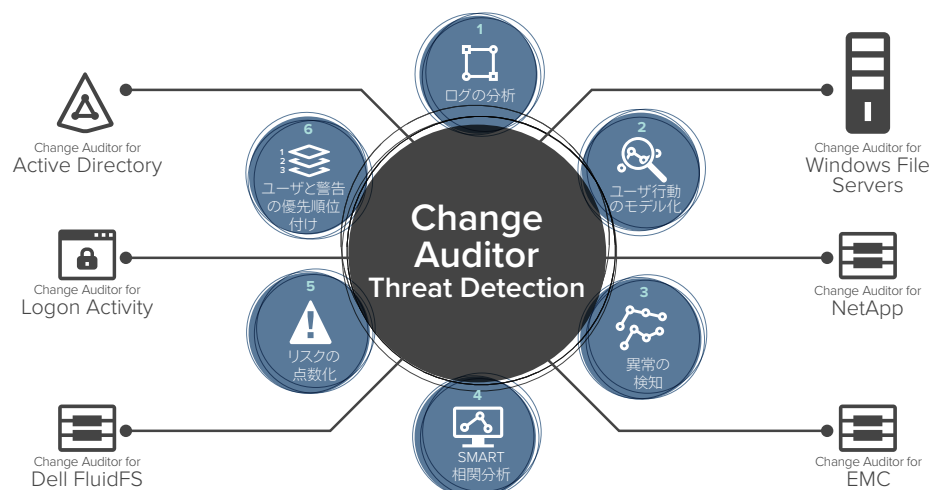 1
ログの分析
2
ユーザ行動
のモデル化
3
異常の
検知
4
SMART
相関分析
5
リスクの
点数化
6
1
2
3
ユーザと警告
の優先順位
付け
Change
Auditor
Threat Detection
Change Auditor for
Active Directory
Change Auditor for
Logon Activity
Change Auditor for
Dell FluidFS
Change Auditor for
Windows File
Servers
Change Auditor for
NetApp
Change Auditor for
EMC